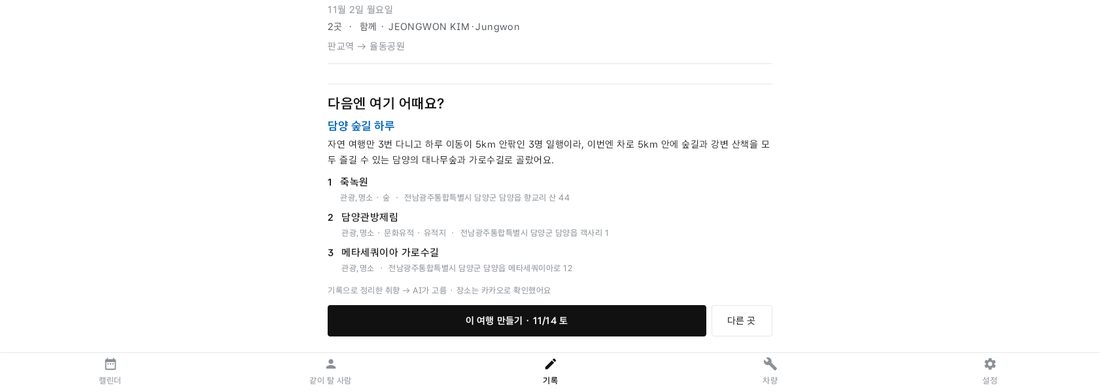 11월 2일 월요일
2곳 · 함께 · JEONGWON KIM·Jungwon
판교역 → 율동공원
다음엔 여기 어때요?
담양 숲길 하루
자연 여행만 3번 다니고 하루 이동이 5km 안팎인 3명 일행이라, 이번엔 차로 5km 안에 숲길과 강변 산책을 모
두 즐길 수 있는 담양의 대나무숲과 가로수길로 골랐어요.
1 죽녹원
관광,명소 · 숲 · 전남광주통합특별시 담양군 담양읍 향교리 산 44
2 담양관방제림
관광,명소 · 문화유적 · 유적지 · 전남광주통합특별시 담양군 담양읍 객사리 1
3 메타세쿼이아 가로수길
관광,명소 · 전남광주통합특별시 담양군 담양읍 메타세쿼이아로 12
기록으로 정리한 취향 → AI가 고름 · 장소는 카카오로 확인했어요
이 여행 만들기 · 11/14 토
다른 곳
캘린더
같이 탈 사람
기록
차량
설정